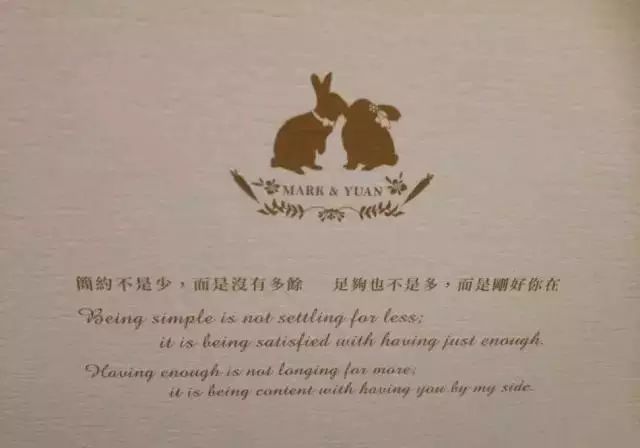 MARK & YUAN
簡約不是少，而是沒有多餘　足夠也不是多，而是剛好你在
Being simple is not settling for less;
it is being satisfied with having just enough.
Having enough is not longing for more;
it is being content with having you by my side.